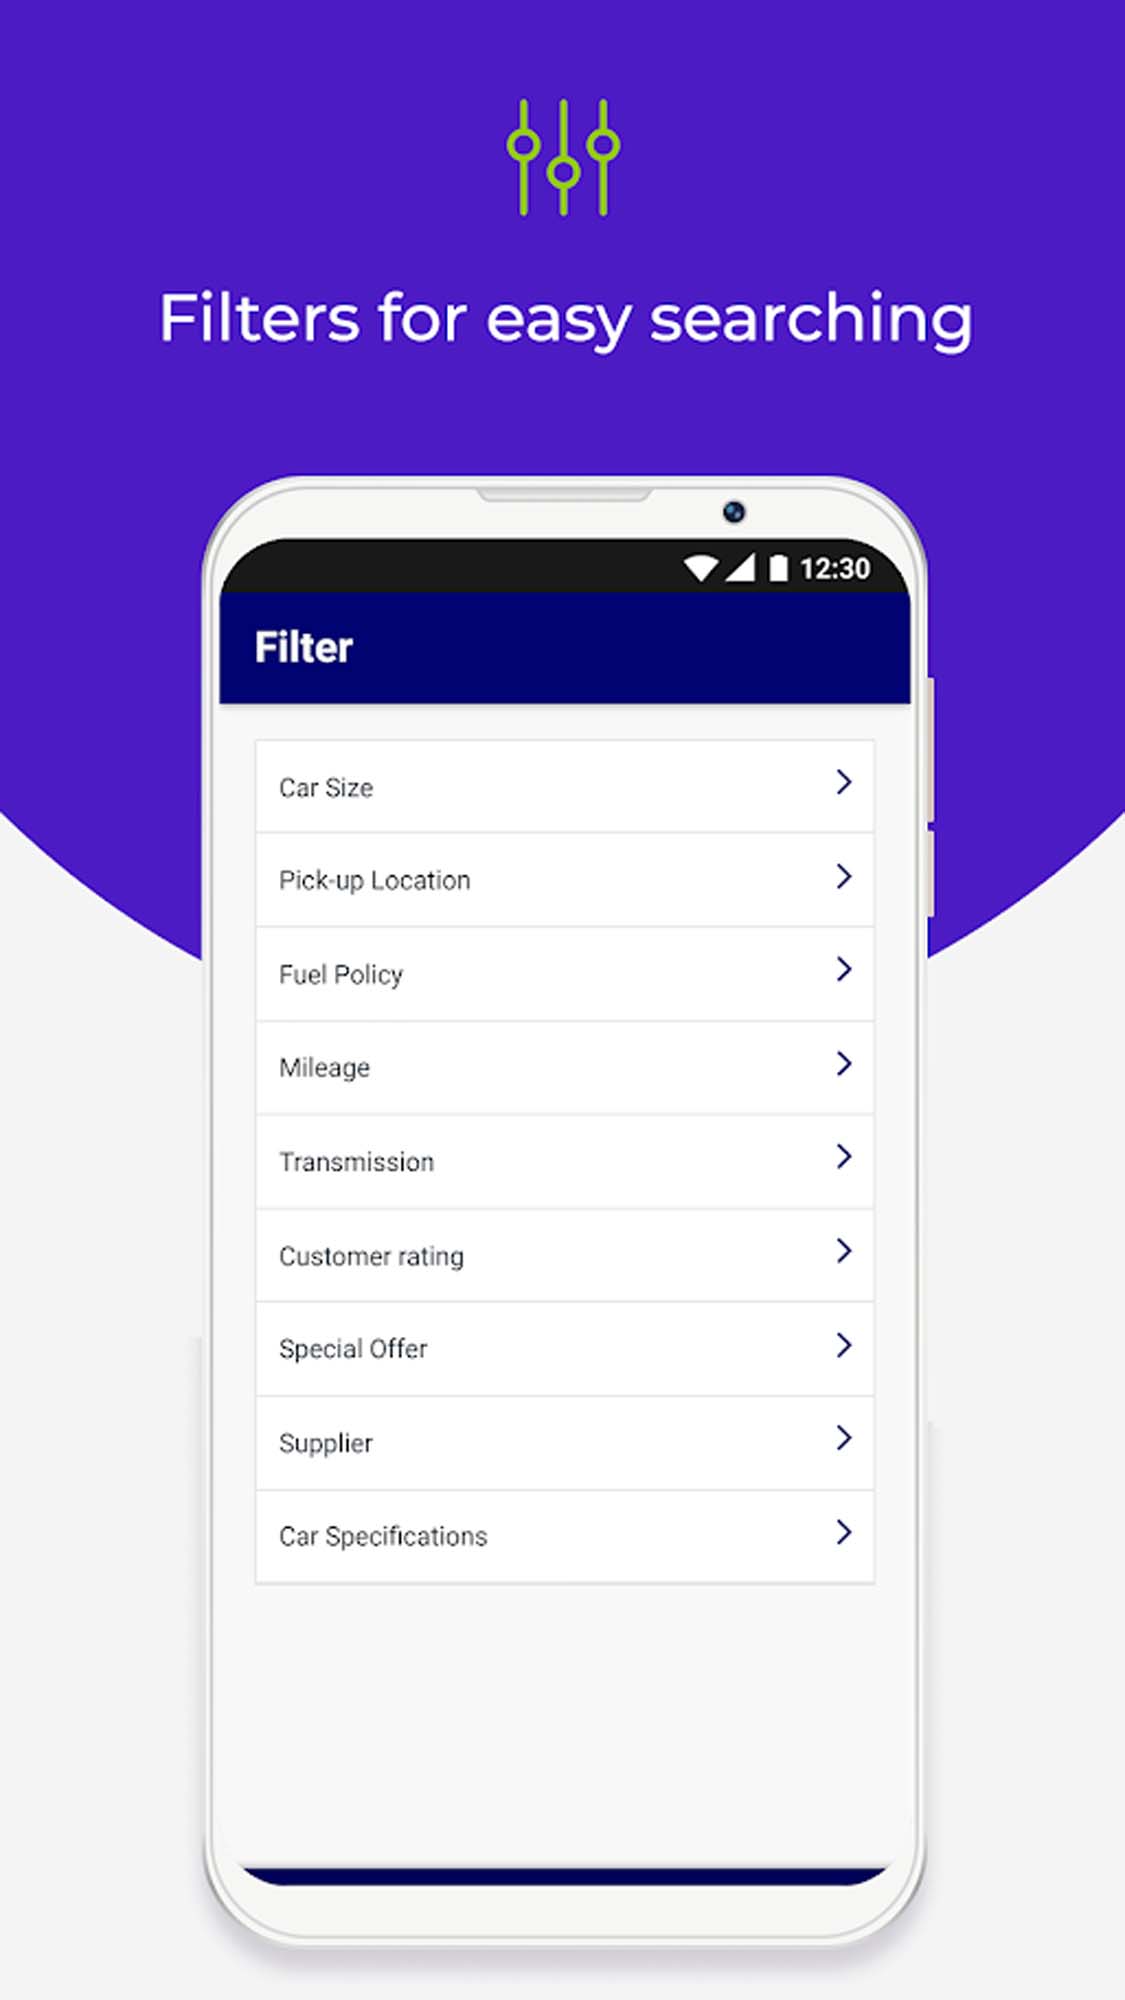 Filters for easy searching
12:30
Filter
Car Size
Pick-up Location
Fuel Policy
Mileage
Transmission
Customer rating
Special Offer
Supplier
Car Specifications